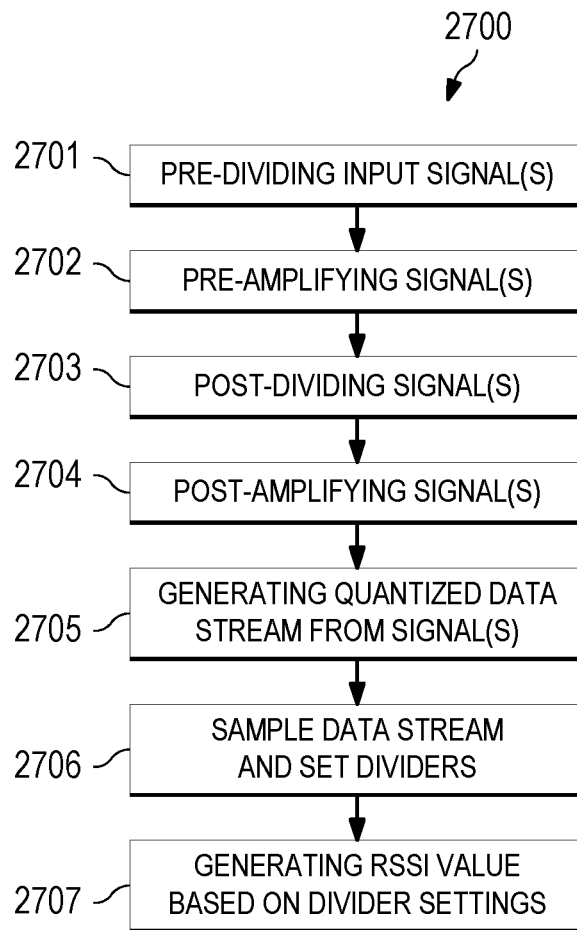 2700
2701
PRE-DIVIDING INPUT SIGNAL(S)
2702
PRE-AMPLIFYING SIGNAL(S)
2703
POST-DIVIDING SIGNAL(S)
2704
POST-AMPLIFYING SIGNAL(S)
2705
GENERATING QUANTIZED DATA
STREAM FROM SIGNAL(S)
2706
SAMPLE DATA STREAM
AND SET DIVIDERS
2707
GENERATING RSSI VALUE
BASED ON DIVIDER SETTINGS